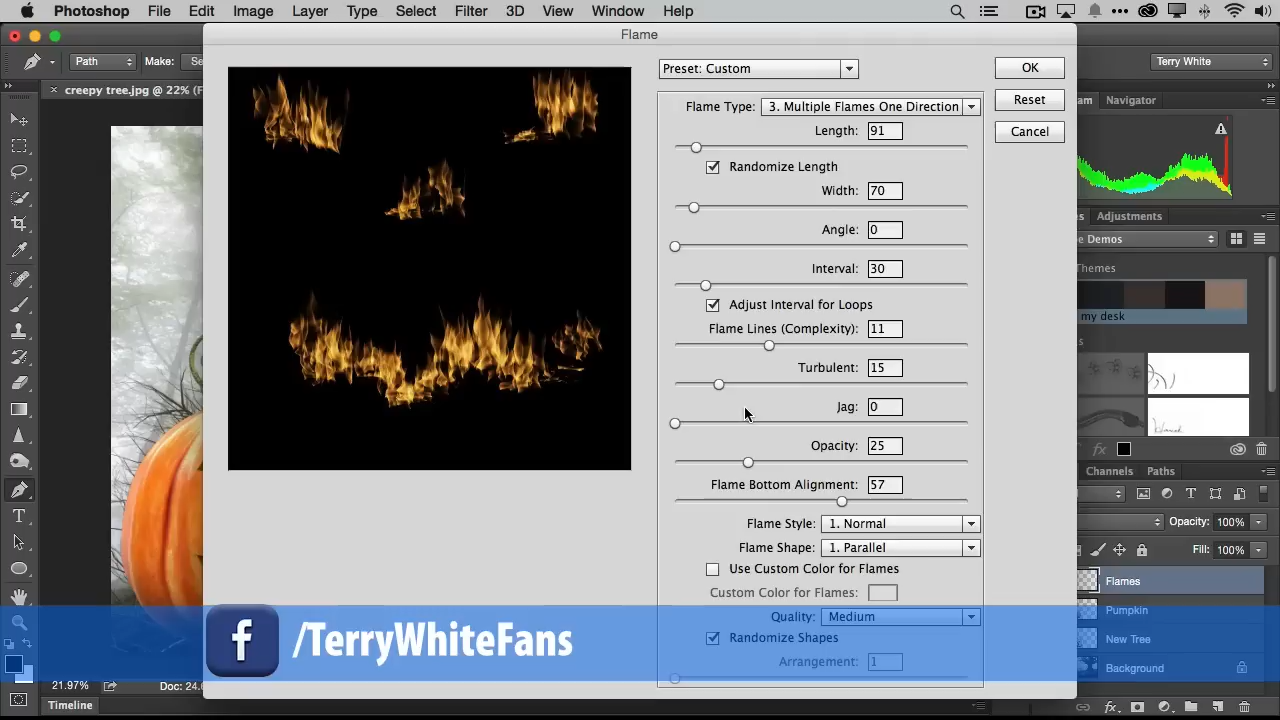 Photoshop File Edit Image Layer Type Select Filter 3D View Window Help
Flame
Path
Make:
Terry White
creepy tree.jpg @ 22%
Preset: Custom
OK
Reset
Cancel
Flame Type: 3. Multiple Flames One Direction
Length: 91
Randomize Length
Width: 70
Angle: 0
Interval: 30
Adjust Interval for Loops
Flame Lines (Complexity): 11
Turbulent: 15
Jag: 0
Opacity: 25
Flame Bottom Alignment: 57
Flame Style: 1. Normal
Flame Shape: 1. Parallel
Use Custom Color for Flames
Custom Color for Flames:
Quality: Medium
Randomize Shapes
Arrangement: 1
Navigator
Adjustments
Demos
Themes
my desk
Channels Paths
Opacity: 100%
Fill: 100%
Flames
Pumpkin
New Tree
Background
f /TerryWhiteFans
21.97%
Doc: 24.
Timeline